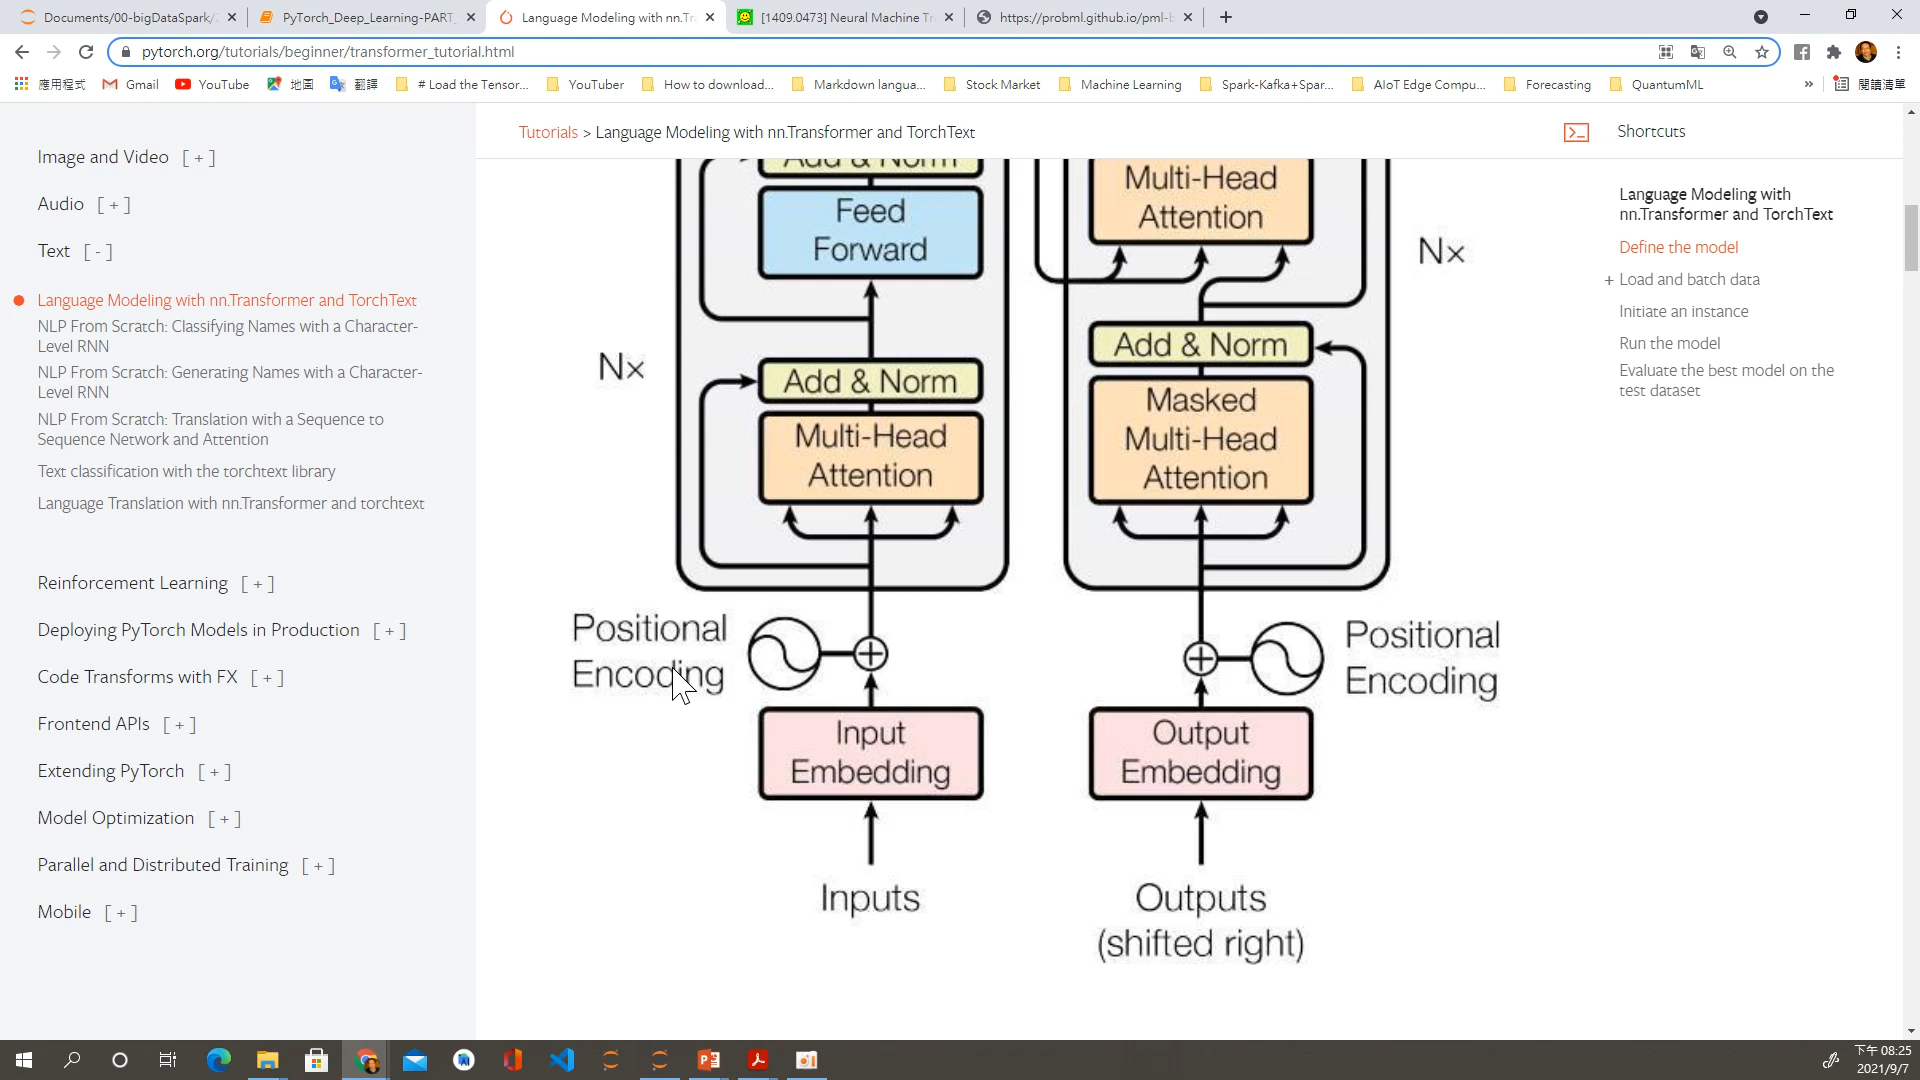 Documents/00-bigDataSpark/
PyTorch_Deep_Learning-PART_
Language Modeling with nn.Tr
[1409.0473] Neural Machine Tr
https://probml.github.io/pml-b
pytorch.org/tutorials/beginner/transformer_tutorial.html
應用程式
Gmail
YouTube
地圖
翻譯
# Load the Tensor...
YouTuber
How to download...
Markdown langua...
Stock Market
Machine Learning
Spark-Kafka+Spar...
AIoT Edge Compu...
Forecasting
QuantumML
»
閱讀清單
Image and Video [ + ]
Audio [ + ]
Text [ - ]
Language Modeling with nn.Transformer and TorchText
NLP From Scratch: Classifying Names with a Character-
Level RNN
NLP From Scratch: Generating Names with a Character-
Level RNN
NLP From Scratch: Translation with a Sequence to
Sequence Network and Attention
Text classification with the torchtext library
Language Translation with nn.Transformer and torchtext
Reinforcement Learning [ + ]
Deploying PyTorch Models in Production [ + ]
Code Transforms with FX [ + ]
Frontend APIs [ + ]
Extending PyTorch [ + ]
Model Optimization [ + ]
Parallel and Distributed Training [ + ]
Mobile [ + ]
Tutorials > Language Modeling with nn.Transformer and TorchText
Add & Norm
Feed
Forward
Nx
Add & Norm
Multi-Head
Attention
Positional
Encoding
Input
Embedding
Inputs
Multi-Head
Attention
Nx
Add & Norm
Masked
Multi-Head
Attention
Positional
Encoding
Output
Embedding
Outputs
(shifted right)
Shortcuts
Language Modeling with
nn.Transformer and TorchText
Define the model
+ Load and batch data
Initiate an instance
Run the model
Evaluate the best model on the
test dataset
下午 08:25
2021/9/7